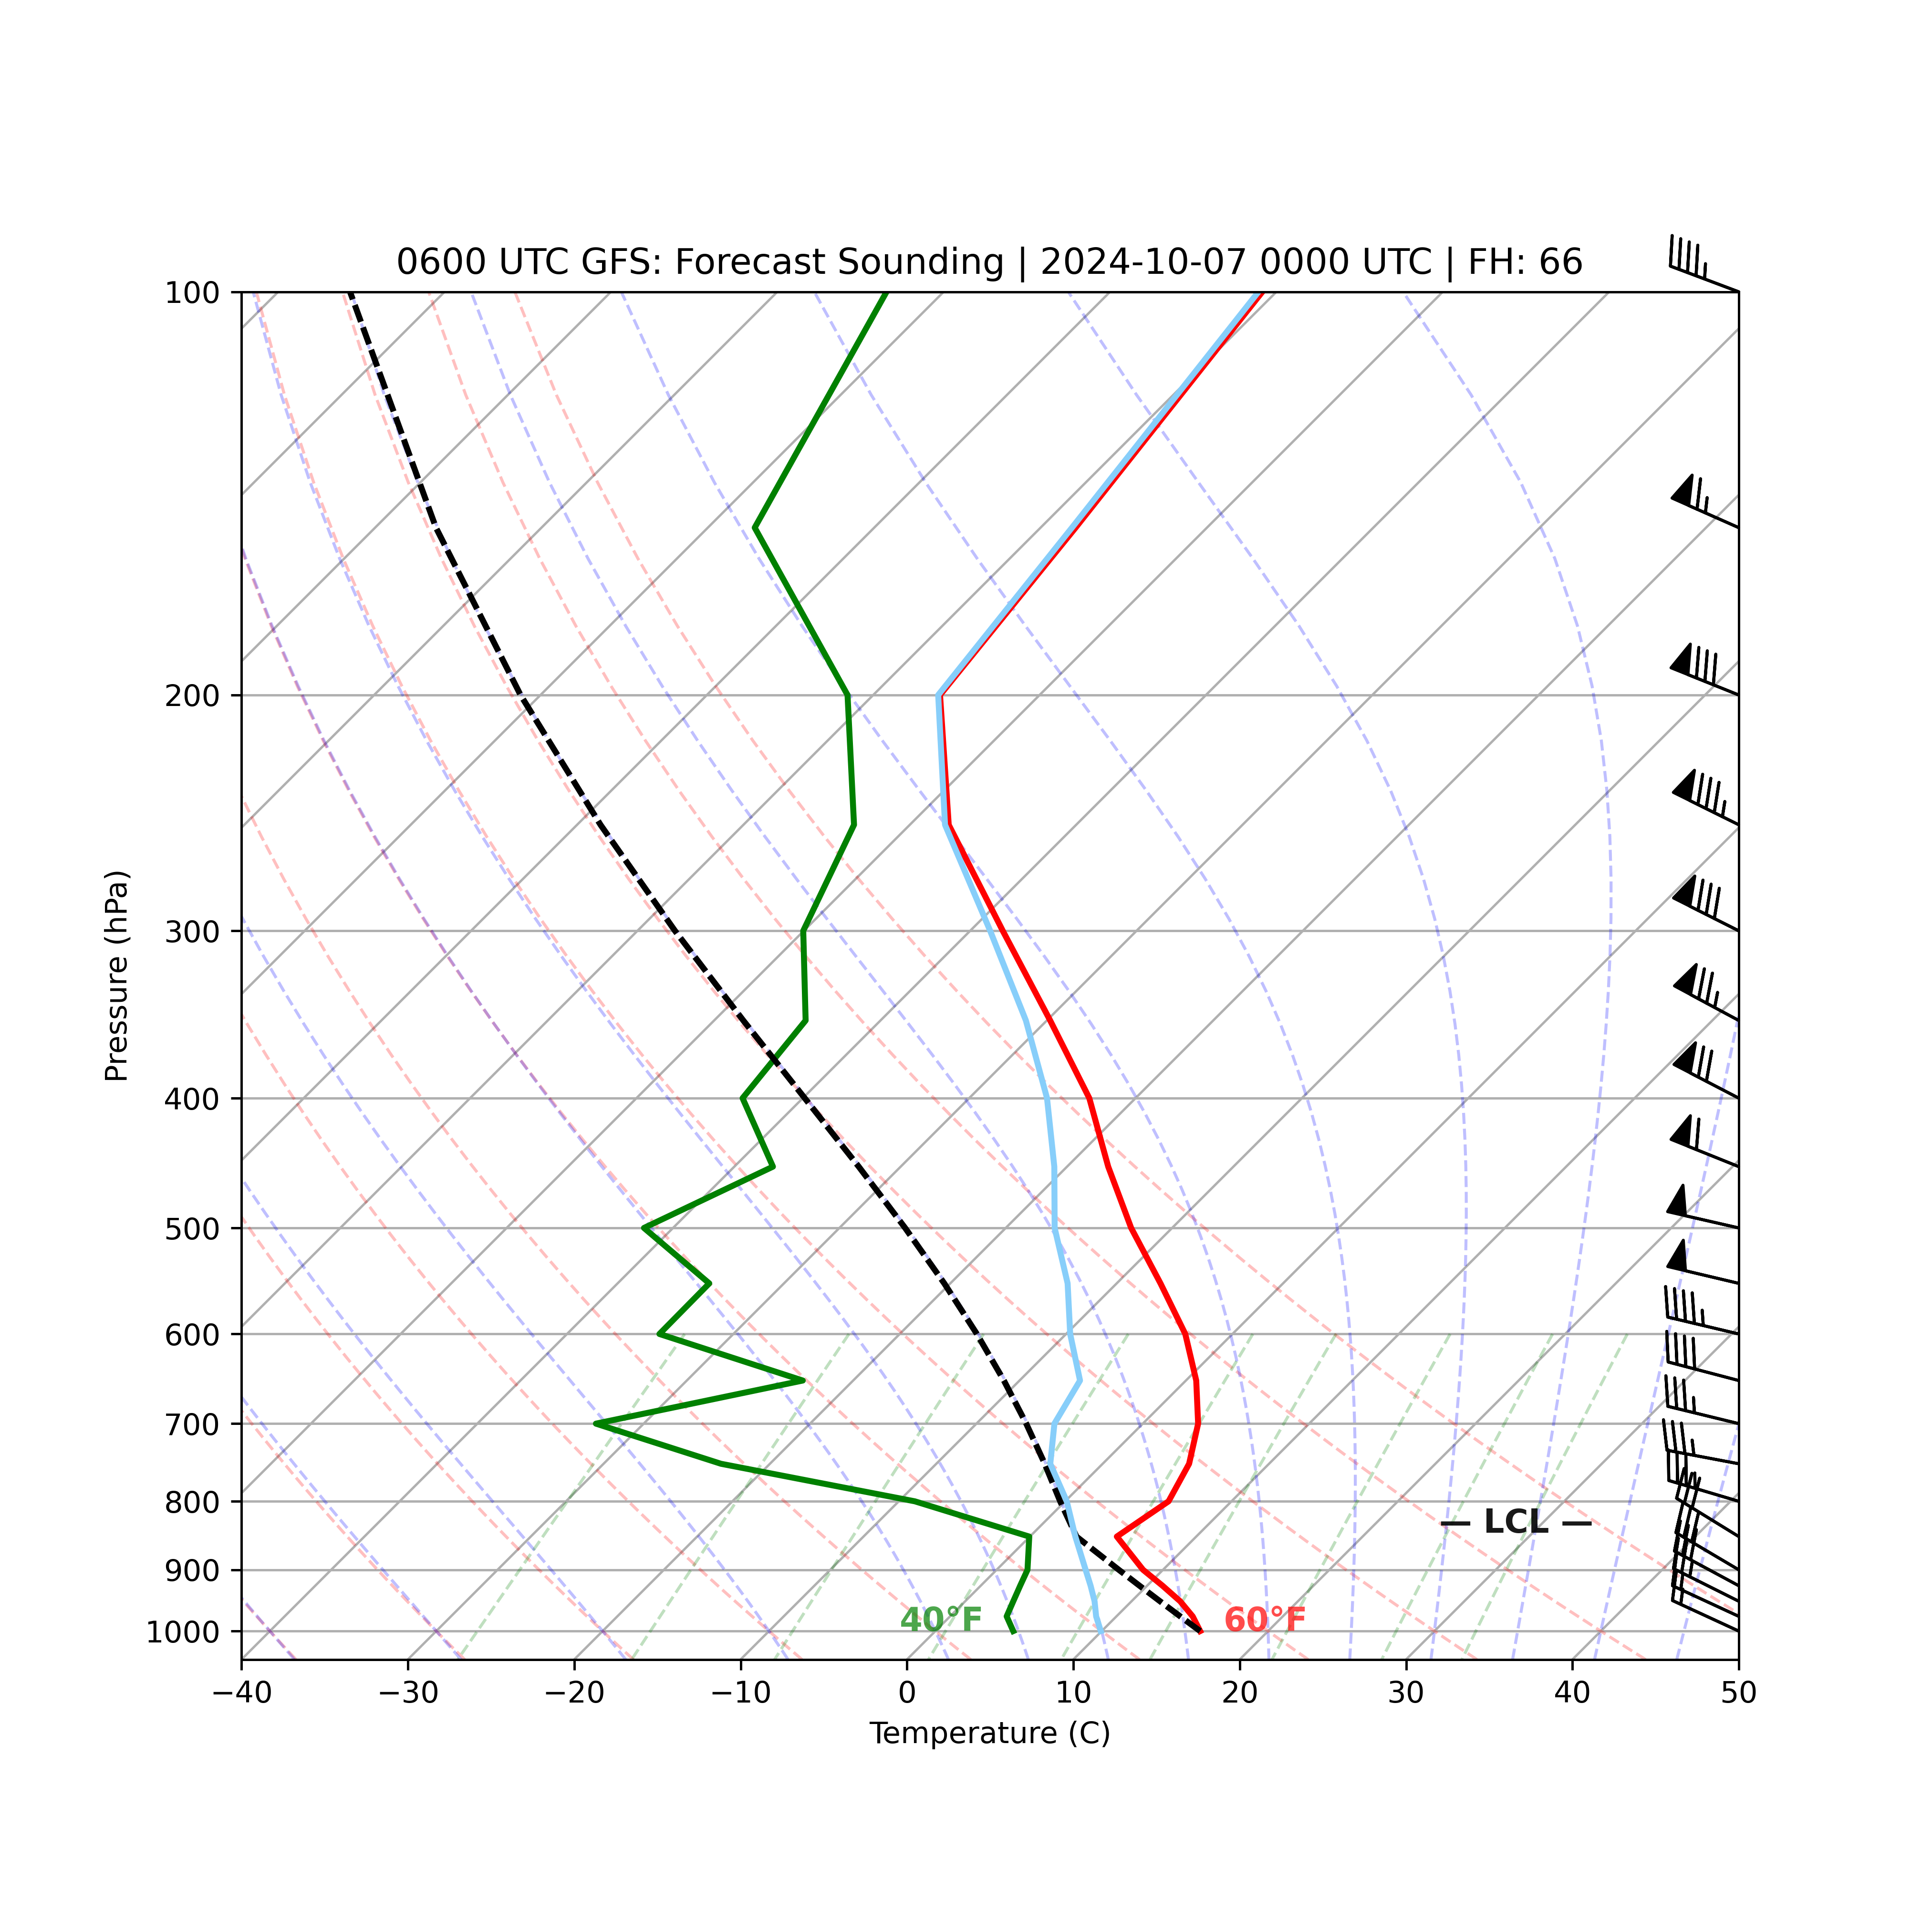 0600 UTC GFS: Forecast Sounding | 2024-10-07 0000 UTC | FH: 66
100
200
300
400
500
600
700
800
900
1000
Pressure (hPa)
— LCL —
40°F
60°F
−40 −30 −20 −10 0 10 20 30 40 50
Temperature (C)